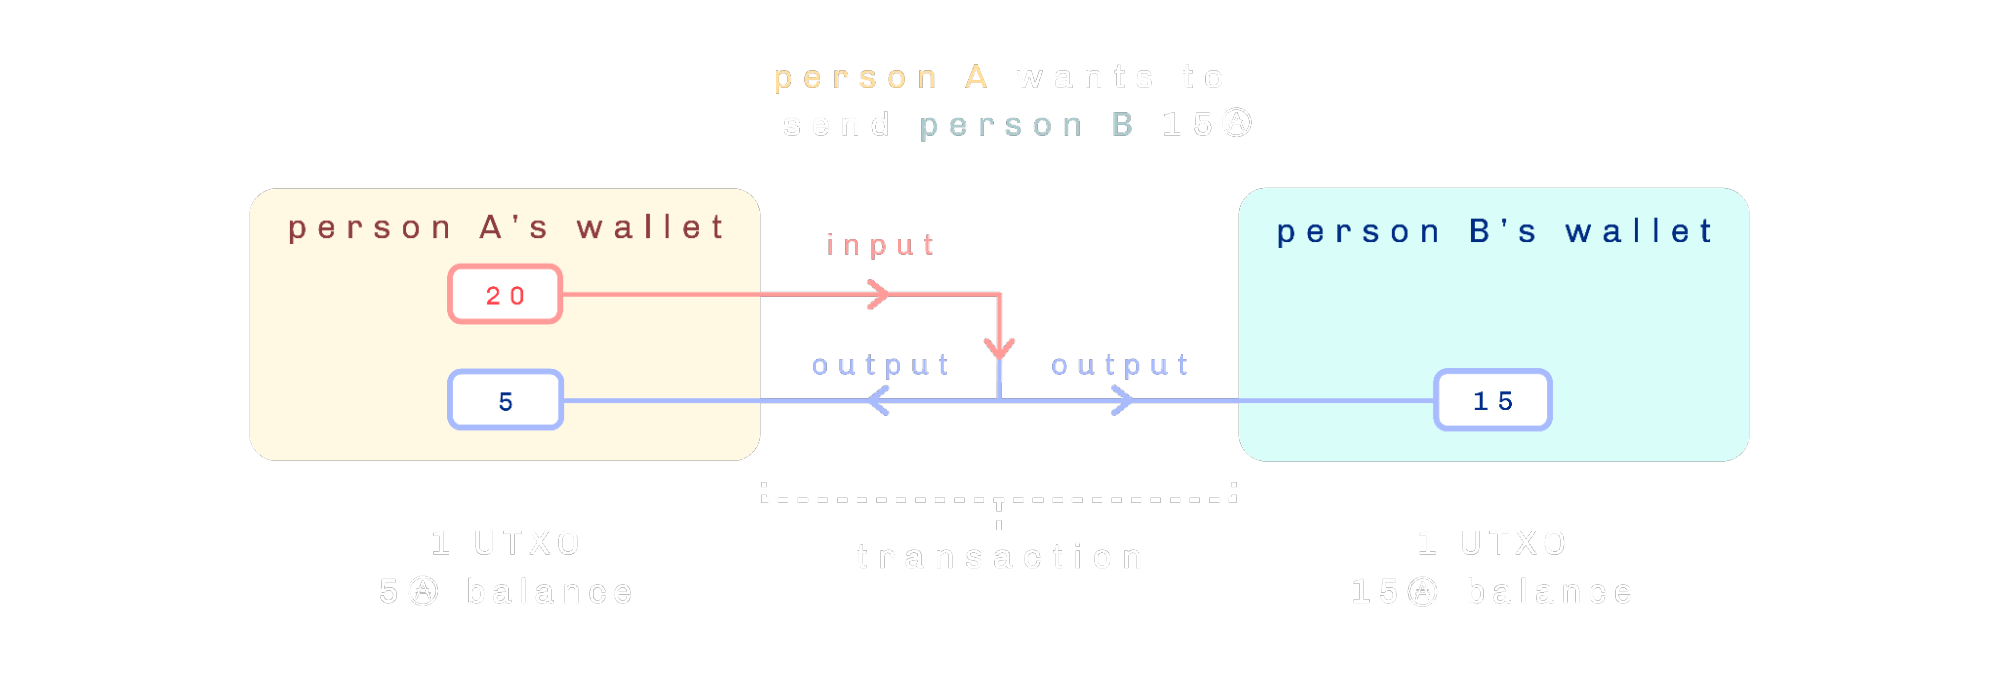 person A wants to
send person B 15Ⓐ
person A's wallet
person B's wallet
input
20
output
output
5
15
transaction
1 UTXO
5Ⓐ balance
1 UTXO
15Ⓐ balance